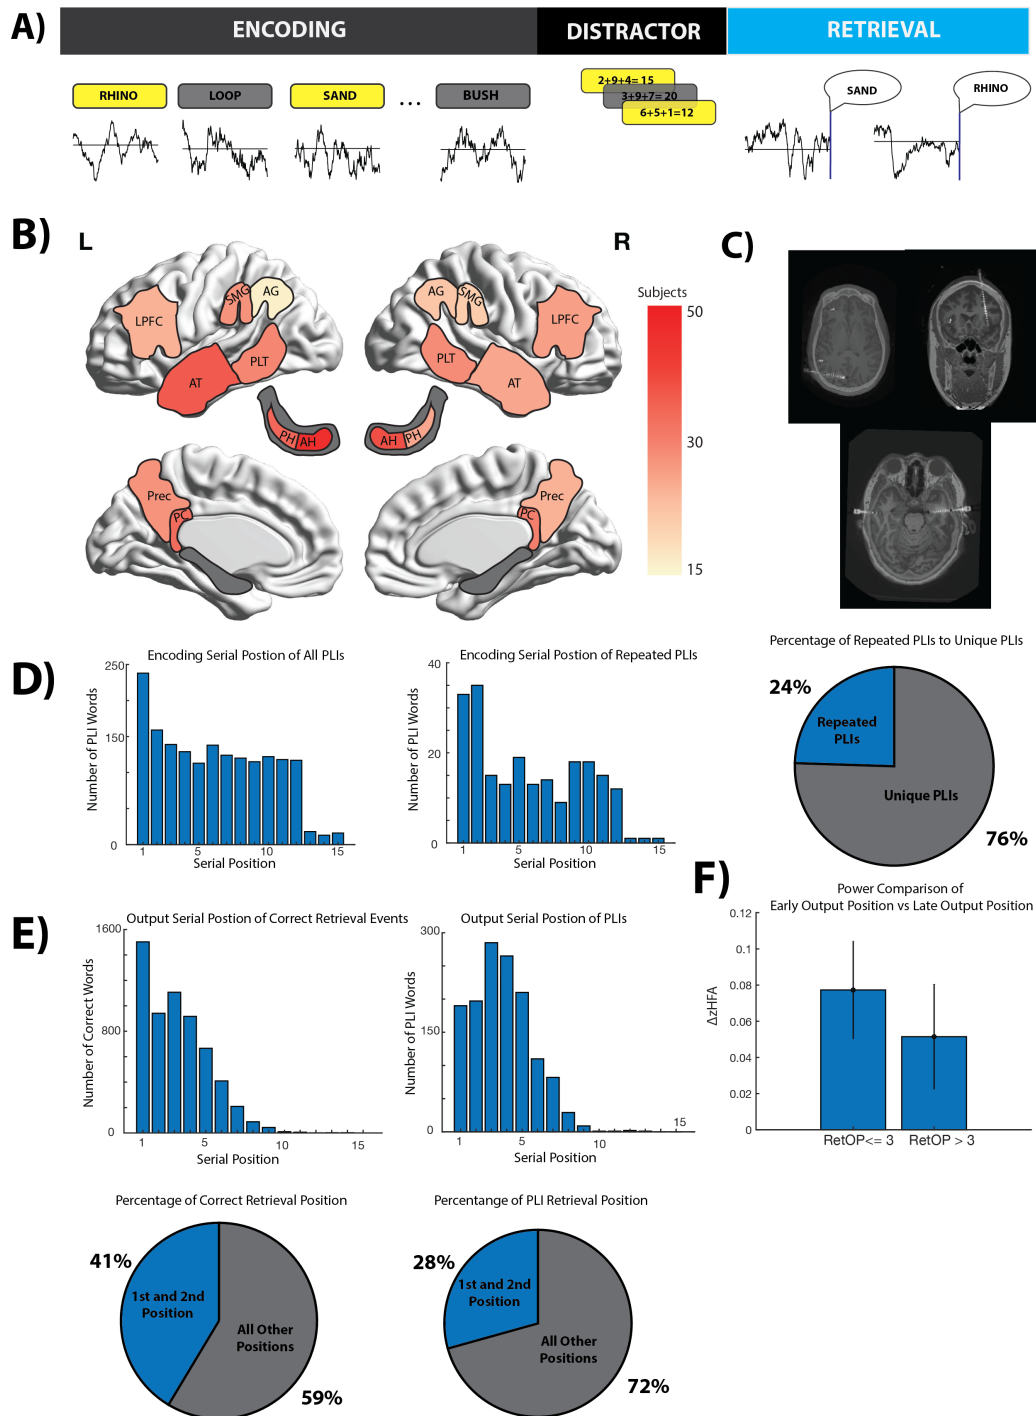 A)
ENCODING
DISTRACTOR
RETRIEVAL
RHINO
LOOP
SAND
...
BUSH
2+9+4= 15
3+9+7= 20
6+5+1=12
SAND
RHINO
B)
L
R
C)
LPFC
SMG
AG
AT
PLT
PH
AH
Prec
PC
AG
SMG
LPFC
PLT
AT
AH
PH
Prec
PC
Subjects
50
30
15
D)
Encoding Serial Postion of All PLIs
Number of PLI Words
250
150
0
1
5
10
15
Serial Position
Encoding Serial Postion of Repeated PLIs
Number of PLI Words
40
20
0
1
5
10
15
Serial Position
Percentage of Repeated PLIs to Unique PLIs
24%
Repeated
PLIs
Unique PLIs
76%
E)
Output Serial Postion of Correct Retrieval Events
Number of Correct Words
1600
800
0
1
5
10
15
Serial Position
Output Serial Postion of PLIs
Number of PLI Words
300
150
0
1
5
10
15
Serial Position
F)
Power Comparison of
Early Output Position vs Late Output Position
ΔzHFA
0.12
0.1
0.08
0.06
0.04
0.02
0
RetOP<= 3
RetOP > 3
Percentage of Correct Retrieval Position
41%
1st and 2nd
Position
All Other
Positions
59%
Percentange of PLI Retrieval Position
28%
1st and 2nd
Position
All Other
Positions
72%